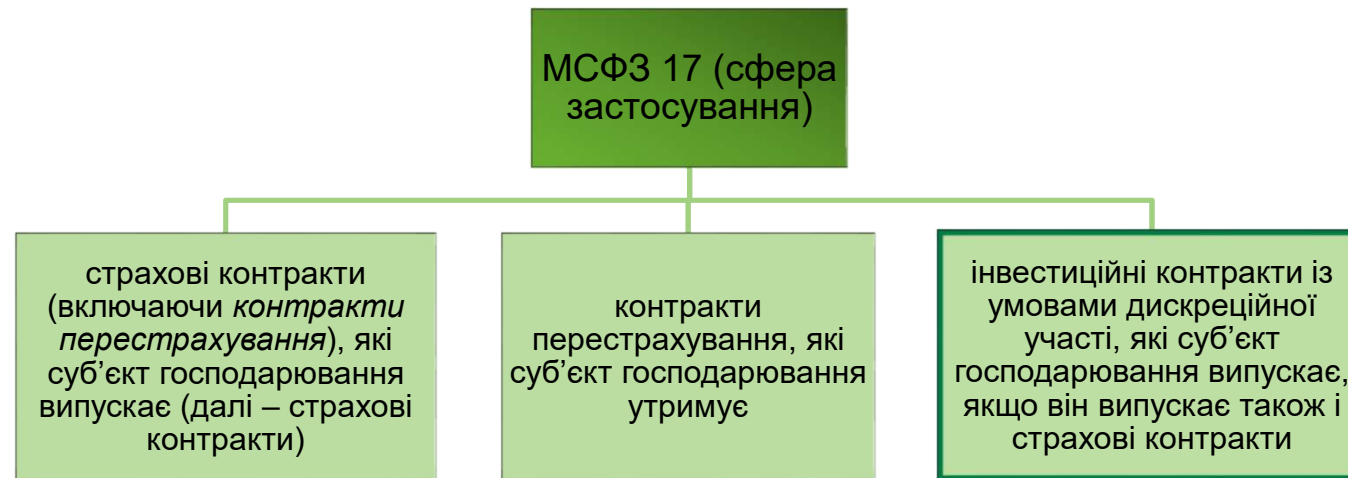 МСФЗ 17 (сфера
застосування)
страхові контракти
(включаючи контракти
перестрахування), які
суб’єкт господарювання
випускає (далі – страхові
контракти)
контракти
перестрахування, які
суб’єкт господарювання
утримує
інвестиційні контракти із
умовами дискреційної
участі, які суб’єкт
господарювання випускає,
якщо він випускає також і
страхові контракти